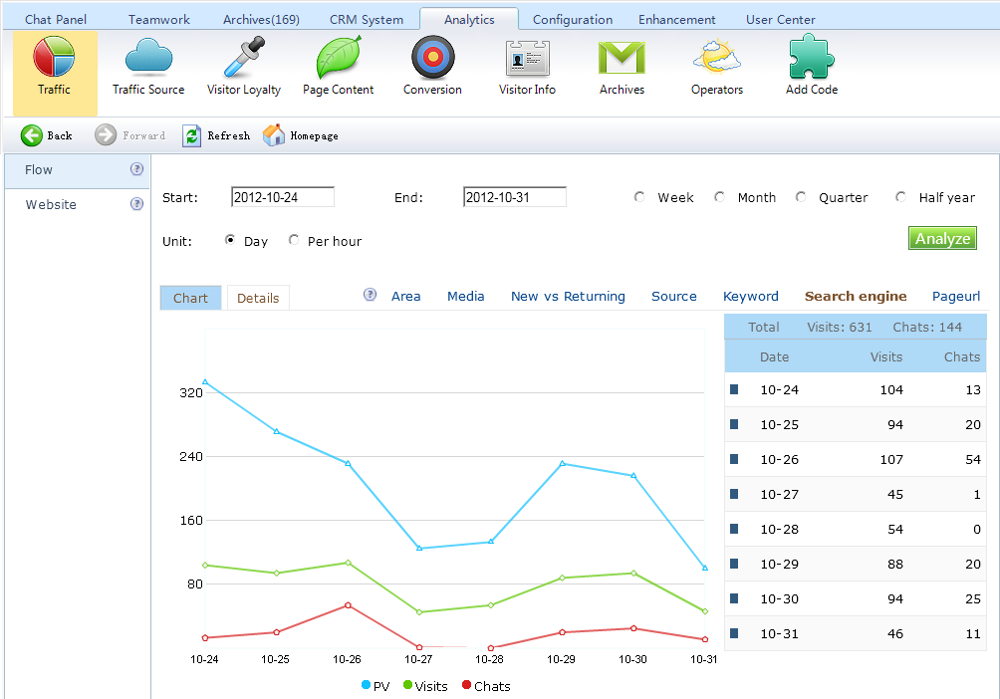 Chat Panel Teamwork Archives(169) CRM System Analytics Configuration Enhancement User Center
Traffic Traffic Source Visitor Loyalty Page Content Conversion Visitor Info Archives Operators Add Code
Back Forward Refresh Homepage
Flow ?
Website ?
Start: 2012-10-24 End: 2012-10-31 Week Month Quarter Half year
Unit: Day Per hour Analyze
Chart Details ? Area Media New vs Returning Source Keyword Search engine Pageurl
Total Visits: 631 Chats: 144
Date Visits Chats
10-24 104 13
10-25 94 20
10-26 107 54
10-27 45 1
10-28 54 0
10-29 88 20
10-30 94 25
10-31 46 11
320
240
160
80
10-24 10-25 10-26 10-27 10-28 10-29 10-30 10-31
PV Visits Chats